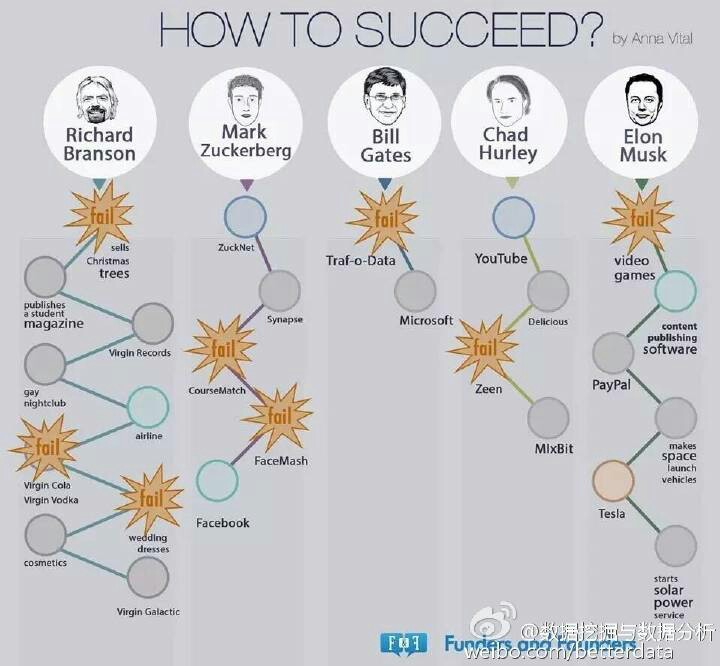 HOW TO SUCCEED? by Anna Vital
Richard
Branson
fail
sells
Christmas
trees
publishes
a student
magazine
Virgin Records
gay
nightclub
airline
fail
Virgin Cola
Virgin Vodka
fail
wedding
dresses
cosmetics
Virgin Galactic
Mark
Zuckerberg
ZuckNet
Synapse
fail
CourseMatch
fail
FaceMash
Facebook
Bill
Gates
fail
Traf-o-Data
Microsoft
Chad
Hurley
YouTube
Delicious
fail
Zeen
MIxBit
Elon
Musk
fail
video
games
content
publishing
software
PayPal
makes
space
launch
vehicles
Tesla
starts
solar
power
service
F&F Funders and Founders
@数据挖掘与数据分析
weibo.com/betterdata